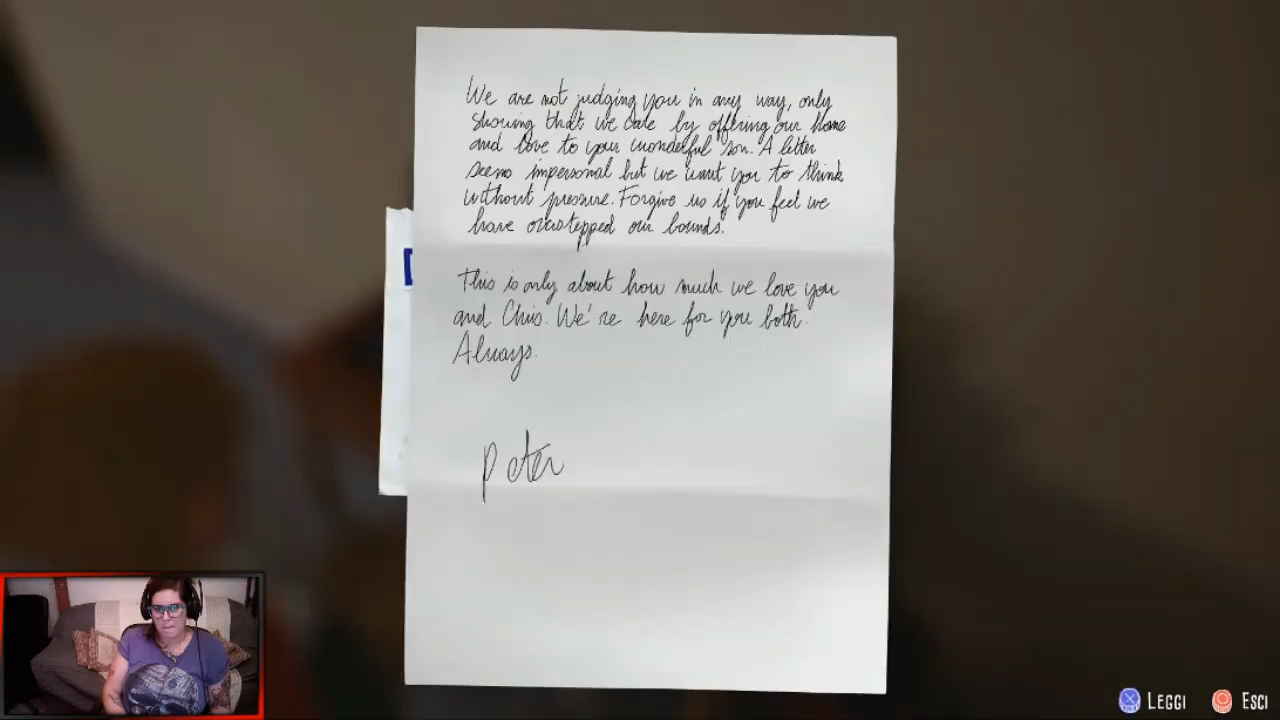 We are not judging you in any way, only
showing that we care by offering our home
and love to your wonderful son. A letter
seems impersonal but we want you to think
without pressure. Forgive us if you feel we
have overstepped our bounds.
This is only about how much we love you
and Chris. We're here for you both.
Always.
Peter
LEGGI
ESCI